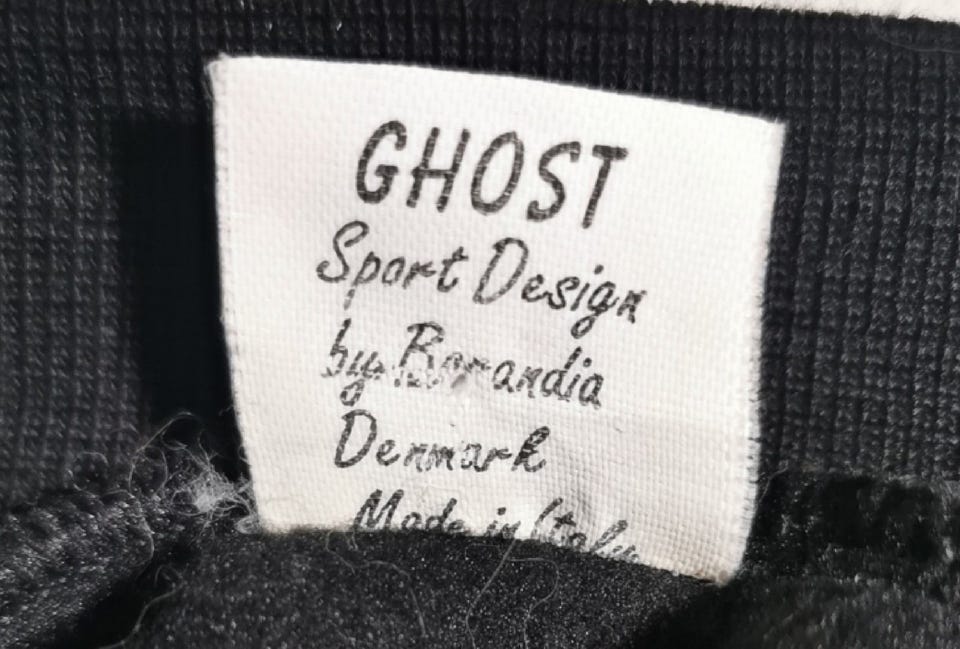 GHOST
Sport Design
by
Denmark
Made in Italy